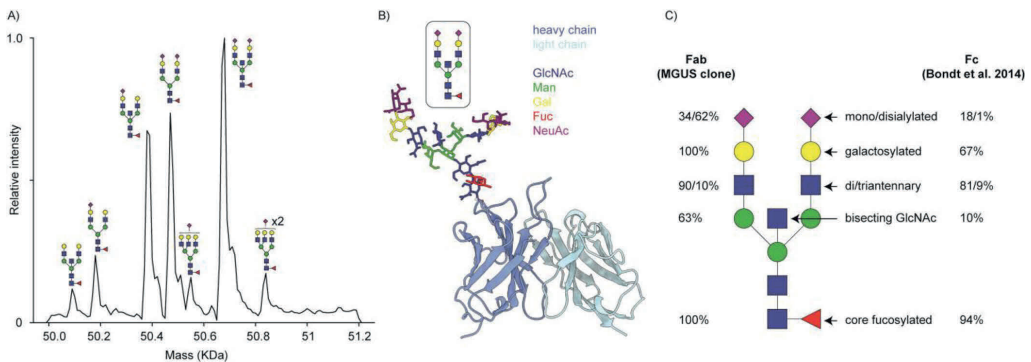 A)
1.0
Relative intensity
0
x2
50.0 50.2 50.4 50.6 50.8 51 51.2
Mass (KDa)
B)
heavy chain
light chain
GlcNAc
Man
Gal
Fuc
NeuAc
C)
Fab
(MGUS clone)
Fc
(Bondt et al. 2014)
34/62% mono/disialylated 18/1%
100% galactosylated 67%
90/10% di/triantennary 81/9%
63% bisecting GlcNAc 10%
100% core fucosylated 94%